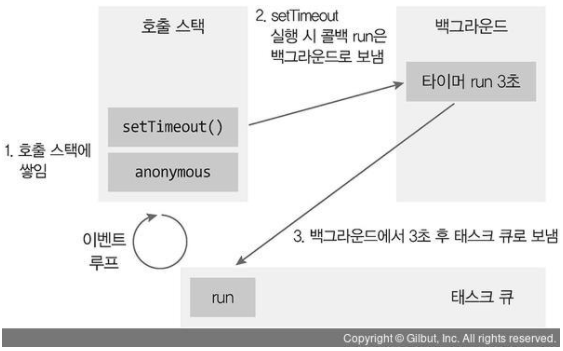 호출 스택
2. setTimeout
실행 시 콜백 run은
백그라운드로 보냄
백그라운드
타이머 run 3초
setTimeout()
1. 호출 스택에
쌓임
anonymous
이벤트
루프
3. 백그라운드에서 3초 후 태스크 큐로 보냄
run
태스크 큐
Copyright © Gilbut, Inc. All rights reserved.